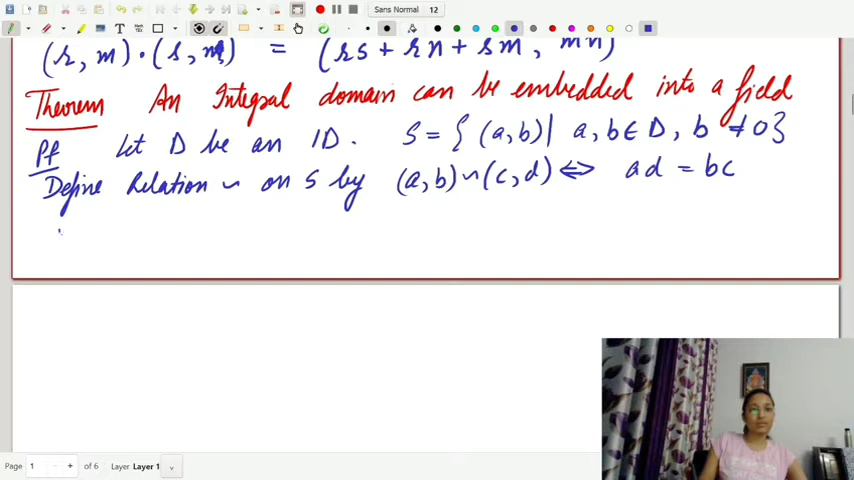 Sans Normal 12
(r, m) · (s, n) = (rs + rn + sm, mn)
Theorem An Integral domain can be embedded into a field
Pf Let D be an ID. S = { (a, b) | a, b ∈ D, b ≠ 0 }
Define Relation ~ on S by (a, b) ~ (c, d) ⇔ ad = bc
Page 1 of 6 Layer Layer 1